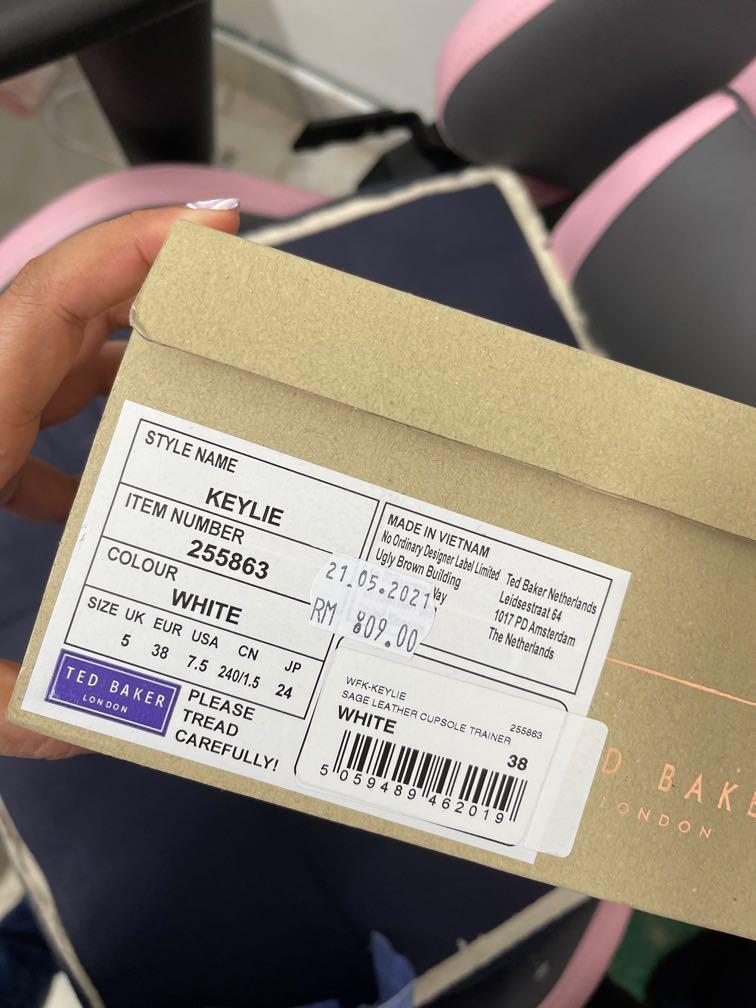 STYLE NAME
KEYLIE
ITEM NUMBER
255863
COLOUR
WHITE
SIZE UK EUR USA CN JP
5 38 7.5 240/1.5 24
TED BAKER
LONDON
PLEASE
TREAD
CAREFULLY!
MADE IN VIETNAM
No Ordinary Designer Label Limited
Ugly Brown Building
Ted Baker Netherlands
Leidsestraat 64
1017 PD Amsterdam
The Netherlands
21.05.2021
RM 809.00
WFK-KEYLIE
SAGE LEATHER CUPSOLE TRAINER 255863
WHITE
38
5 059489 462019
D BAKE
LONDON